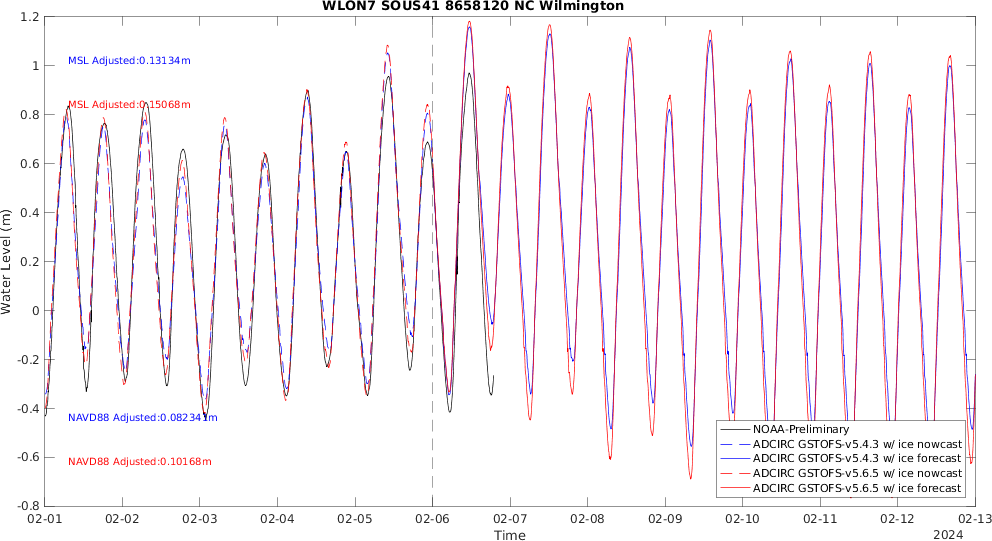 WLON7 SOUS41 8658120 NC Wilmington
1.2
1
0.8
0.6
0.4
0.2
0
-0.2
-0.4
-0.6
-0.8
Water Level (m)
MSL Adjusted:0.13134m
MSL Adjusted:0.15068m
NAVD88 Adjusted:0.082341m
NAVD88 Adjusted:0.10168m
NOAA-Preliminary
ADCIRC GSTOFS-v5.4.3 w/ ice nowcast
ADCIRC GSTOFS-v5.4.3 w/ ice forecast
ADCIRC GSTOFS-v5.6.5 w/ ice nowcast
ADCIRC GSTOFS-v5.6.5 w/ ice forecast
02-01 02-02 02-03 02-04 02-05 02-06 02-07 02-08 02-09 02-10 02-11 02-12 02-13
Time
2024